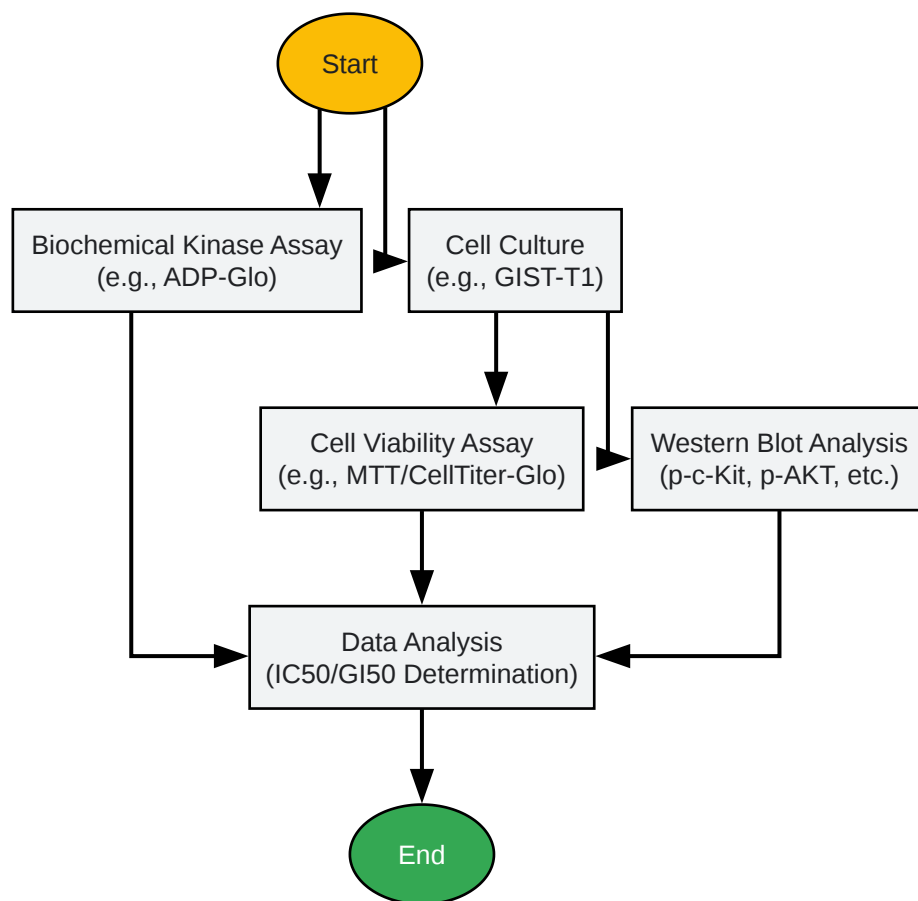 Start
Biochemical Kinase Assay
(e.g., ADP-Glo)
Cell Culture
(e.g., GIST-T1)
Cell Viability Assay
(e.g., MTT/CellTiter-Glo)
Western Blot Analysis
(p-c-Kit, p-AKT, etc.)
Data Analysis
(IC50/GI50 Determination)
End